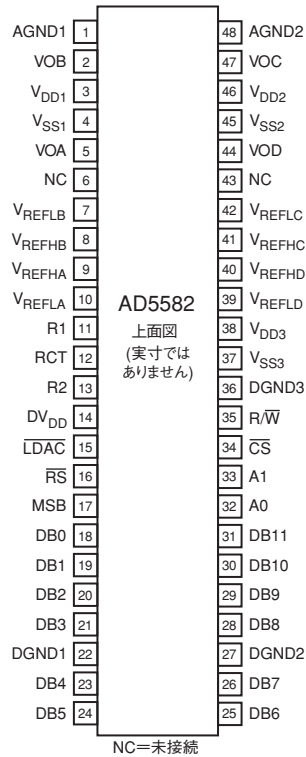 AGND1 1 48 AGND2
VOB 2 47 VOC
VDD1 3 46 VDD2
VSS1 4 45 VSS2
VOA 5 44 VOD
NC 6 43 NC
VREFLB 7 42 VREFLC
VREFHB 8 41 VREFHC
VREFHA 9 40 VREFHD
VREFLA 10 39 VREFLD
AD5582
上面図
(実寸では
ありません)
R1 11 38 VDD3
RCT 12 37 VSS3
R2 13 36 DGND3
DVDD 14 35 R/W̅
L̅D̅A̅C̅ 15 34 C̅S̅
R̅S̅ 16 33 A1
MSB 17 32 A0
DB0 18 31 DB11
DB1 19 30 DB10
DB2 20 29 DB9
DB3 21 28 DB8
DGND1 22 27 DGND2
DB4 23 26 DB7
DB5 24 25 DB6
NC＝未接続